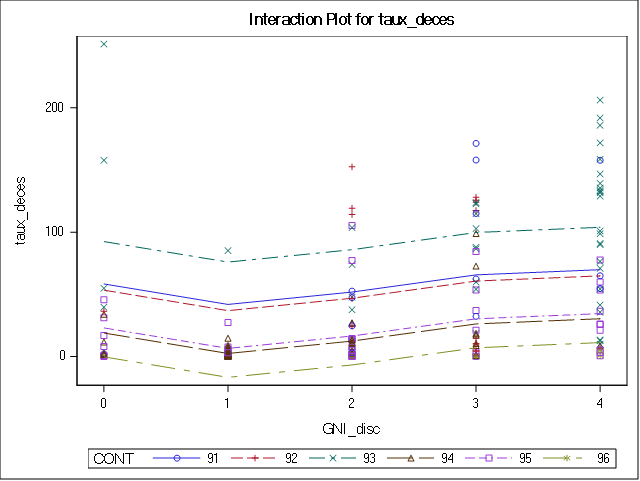 Interaction Plot for taux_deces
200
100
0
taux_deces
0 1 2 3 4
GNI_disc
CONT 91 92 93 94 95 96